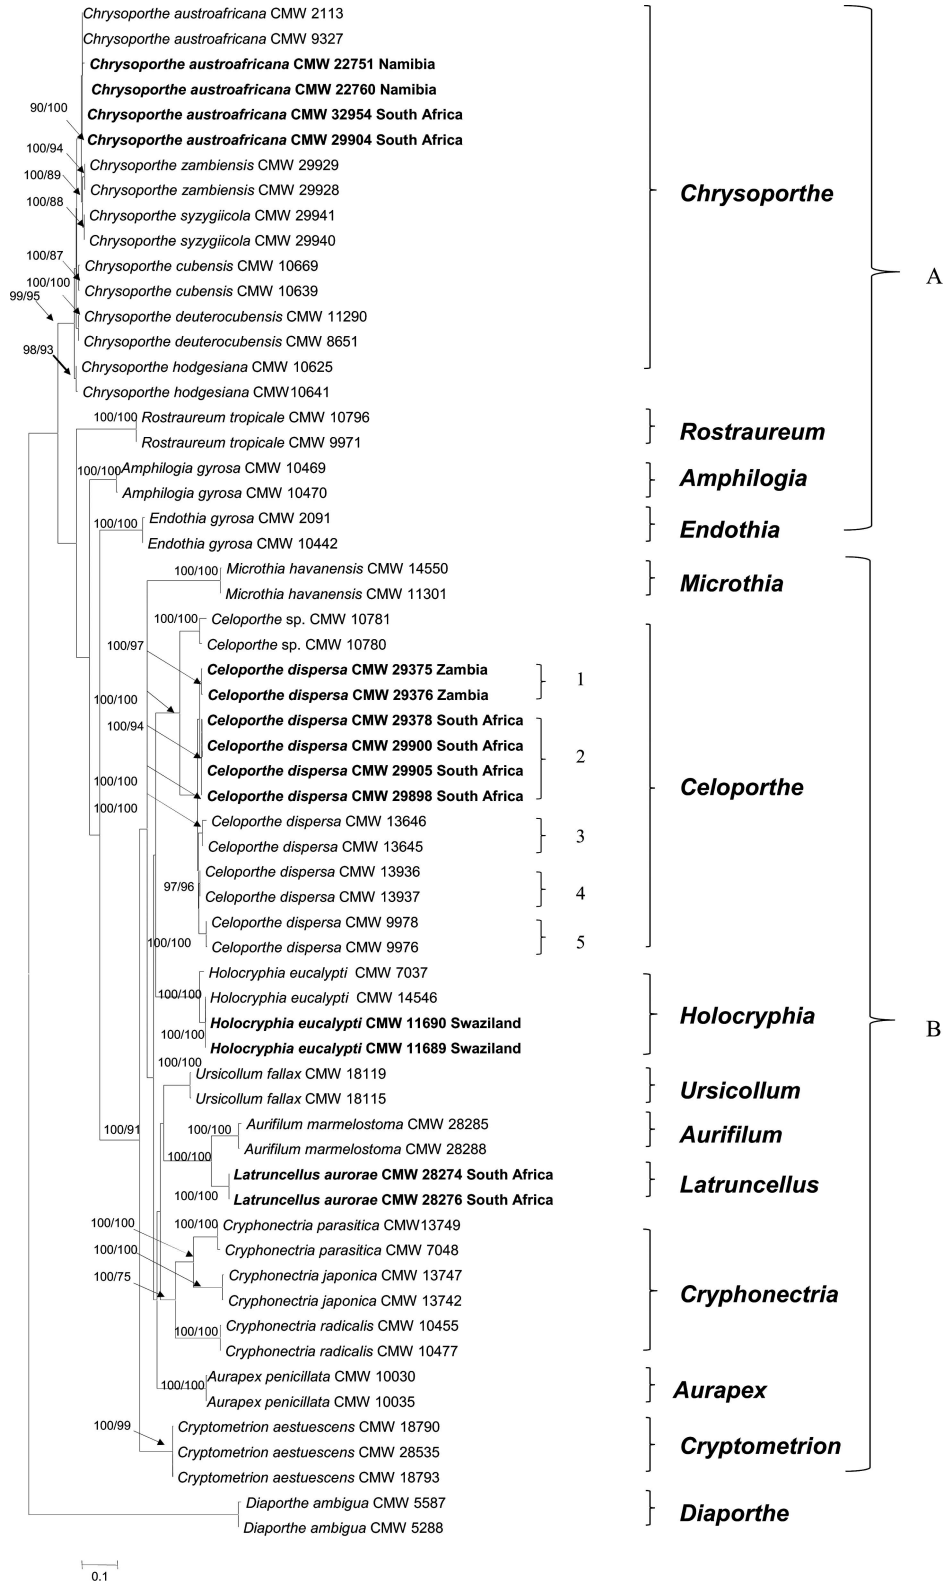 Chrysoporthe austroafricana CMW 2113
Chrysoporthe austroafricana CMW 9327
Chrysoporthe austroafricana CMW 22751 Namibia
Chrysoporthe austroafricana CMW 22760 Namibia
90/100
Chrysoporthe austroafricana CMW 32954 South Africa
Chrysoporthe austroafricana CMW 29904 South Africa
100/94
Chrysoporthe zambiensis CMW 29929
100/89
Chrysoporthe zambiensis CMW 29928
Chrysoporthe
100/88
Chrysoporthe syzygiicola CMW 29941
Chrysoporthe syzygiicola CMW 29940
100/87
Chrysoporthe cubensis CMW 10669
A
100/100
Chrysoporthe cubensis CMW 10639
99/95
Chrysoporthe deuterocubensis CMW 11290
Chrysoporthe deuterocubensis CMW 8651
98/93
Chrysoporthe hodgesiana CMW 10625
Chrysoporthe hodgesiana CMW10641
100/100
Rostraureum tropicale CMW 10796
Rostraureum
Rostraureum tropicale CMW 9971
100/100
Amphilogia gyrosa CMW 10469
Amphilogia
Amphilogia gyrosa CMW 10470
100/100
Endothia gyrosa CMW 2091
Endothia
Endothia gyrosa CMW 10442
100/100
Microthia havanensis CMW 14550
Microthia
Microthia havanensis CMW 11301
100/100
Celoporthe sp. CMW 10781
100/97
Celoporthe sp. CMW 10780
Celoporthe dispersa CMW 29375 Zambia
1
Celoporthe dispersa CMW 29376 Zambia
100/100
Celoporthe dispersa CMW 29378 South Africa
100/94
Celoporthe dispersa CMW 29900 South Africa
2
Celoporthe dispersa CMW 29905 South Africa
100/100
Celoporthe
Celoporthe dispersa CMW 29898 South Africa
100/100
Celoporthe dispersa CMW 13646
3
Celoporthe dispersa CMW 13645
Celoporthe dispersa CMW 13936
97/96
4
Celoporthe dispersa CMW 13937
Celoporthe dispersa CMW 9978
100/100
5
Celoporthe dispersa CMW 9976
Holocryphia eucalypti CMW 7037
100/100
Holocryphia eucalypti CMW 14546
Holocryphia
Holocryphia eucalypti CMW 11690 Swaziland
B
100/100
Holocryphia eucalypti CMW 11689 Swaziland
100/100
Ursicollum fallax CMW 18119
Ursicollum
Ursicollum fallax CMW 18115
100/91
100/100
Aurifilum marmelostoma CMW 28285
Aurifilum
Aurifilum marmelostoma CMW 28288
100/100
Latruncellus aurorae CMW 28274 South Africa
Latruncellus
100/100
Latruncellus aurorae CMW 28276 South Africa
100/100
100/100
Cryphonectria parasitica CMW13749
100/100
Cryphonectria parasitica CMW 7048
100/75
Cryphonectria japonica CMW 13747
Cryphonectria
Cryphonectria japonica CMW 13742
100/100
Cryphonectria radicalis CMW 10455
Cryphonectria radicalis CMW 10477
100/100
Aurapex penicillata CMW 10030
Aurapex
Aurapex penicillata CMW 10035
100/99
Cryptometrion aestuescens CMW 18790
Cryptometrion
Cryptometrion aestuescens CMW 28535
Cryptometrion aestuescens CMW 18793
Diaporthe ambigua CMW 5587
Diaporthe
Diaporthe ambigua CMW 5288
0.1